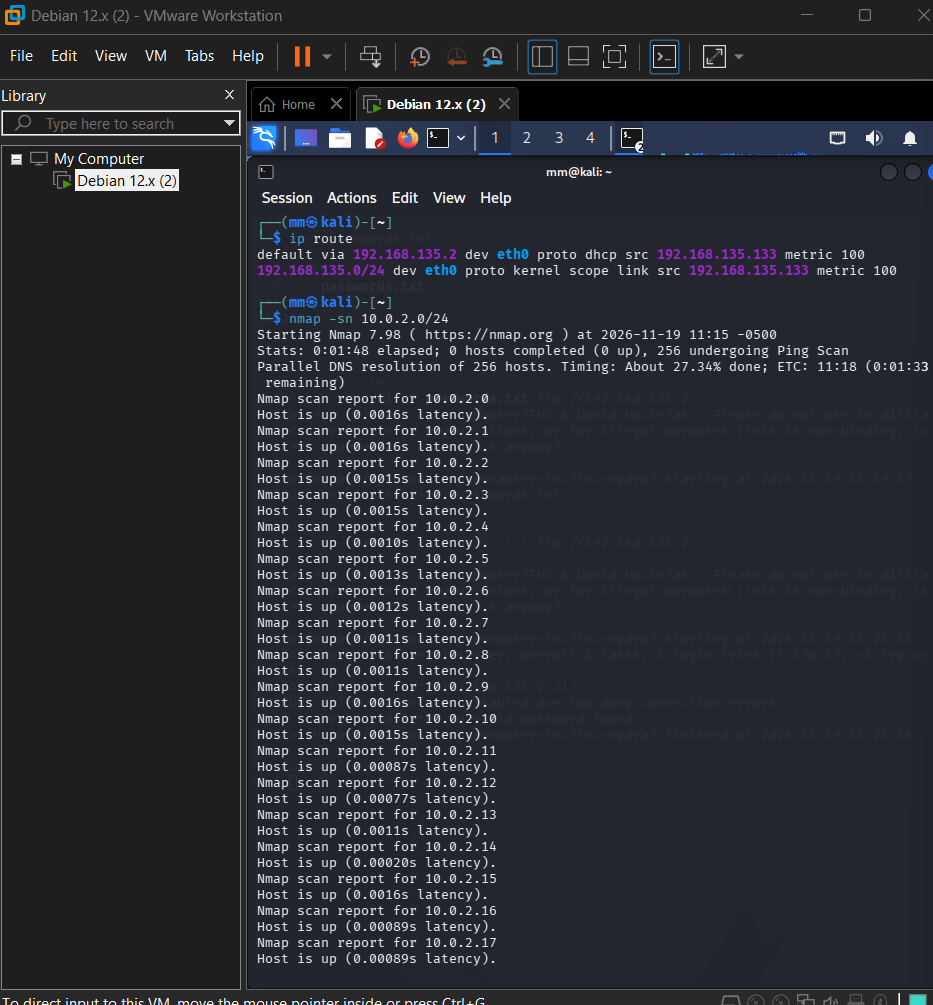 Debian 12.x (2) - VMware Workstation
File Edit View VM Tabs Help
Library X
Type here to search
My Computer
Debian 12.x (2)
Home
Debian 12.x (2)
1 2 3 4
2
mm@kali: ~
Session Actions Edit View Help
┌──(mm㉿kali)-[~]
└─$ ip route
default via 192.168.135.2 dev eth0 proto dhcp src 192.168.135.133 metric 100
192.168.135.0/24 dev eth0 proto kernel scope link src 192.168.135.133 metric 100
┌──(mm㉿kali)-[~]
└─$ nmap -sn 10.0.2.0/24
Starting Nmap 7.98 ( https://nmap.org ) at 2026-11-19 11:15 -0500
Stats: 0:01:48 elapsed; 0 hosts completed (0 up), 256 undergoing Ping Scan
Parallel DNS resolution of 256 hosts. Timing: About 27.34% done; ETC: 11:18 (0:01:33
remaining)
Nmap scan report for 10.0.2.0
Host is up (0.0016s latency).
Nmap scan report for 10.0.2.1
Host is up (0.0016s latency).
Nmap scan report for 10.0.2.2
Host is up (0.0015s latency).
Nmap scan report for 10.0.2.3
Host is up (0.0015s latency).
Nmap scan report for 10.0.2.4
Host is up (0.0010s latency).
Nmap scan report for 10.0.2.5
Host is up (0.0013s latency).
Nmap scan report for 10.0.2.6
Host is up (0.0012s latency).
Nmap scan report for 10.0.2.7
Host is up (0.0011s latency).
Nmap scan report for 10.0.2.8
Host is up (0.0011s latency).
Nmap scan report for 10.0.2.9
Host is up (0.0016s latency).
Nmap scan report for 10.0.2.10
Host is up (0.0015s latency).
Nmap scan report for 10.0.2.11
Host is up (0.00087s latency).
Nmap scan report for 10.0.2.12
Host is up (0.00077s latency).
Nmap scan report for 10.0.2.13
Host is up (0.0011s latency).
Nmap scan report for 10.0.2.14
Host is up (0.00020s latency).
Nmap scan report for 10.0.2.15
Host is up (0.0016s latency).
Nmap scan report for 10.0.2.16
Host is up (0.00089s latency).
Nmap scan report for 10.0.2.17
Host is up (0.00089s latency).
To direct input to this VM, move the mouse pointer inside or press Ctrl+G.